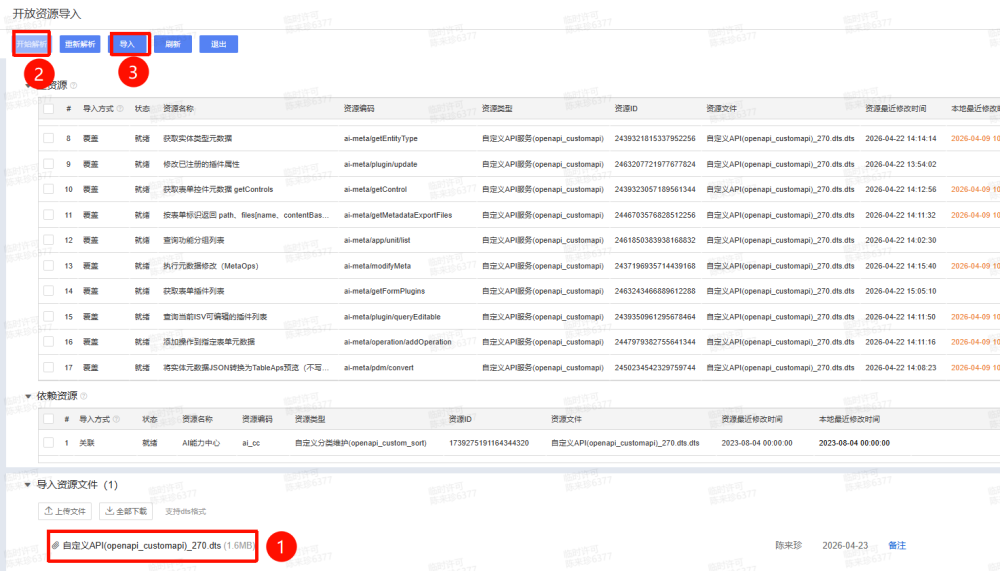 开放资源导入
开始解析 重新解析 导入 刷新 退出
2 3
资源
# 导入方式 状态 资源名称 资源编码 资源类型 资源ID 资源文件 资源最近修改时间 本地最近修改时
8 覆盖 就绪 获取实体类型元数据 ai-meta/getEntityType 自定义API服务(openapi_customapi) 2439321815337952256 自定义API(openapi_customapi)_270.dts.dts 2026-04-22 14:14:14 2026-04-09 10
9 覆盖 就绪 修改已注册的插件属性 ai-meta/plugin/update 自定义API服务(openapi_customapi) 2463207721977677824 自定义API(openapi_customapi)_270.dts.dts 2026-04-22 13:54:02
10 覆盖 就绪 获取表单控件元数据 getControls ai-meta/getControl 自定义API服务(openapi_customapi) 2439323057189561344 自定义API(openapi_customapi)_270.dts.dts 2026-04-22 14:12:56 2026-04-09 10
11 覆盖 就绪 按表单标识返回 path、files[name、contentBas... ai-meta/getMetadataExportFiles 自定义API服务(openapi_customapi) 2446703576828512256 自定义API(openapi_customapi)_270.dts.dts 2026-04-22 14:11:32 2026-04-09 10
12 覆盖 就绪 查询功能分组列表 ai-meta/app/unit/list 自定义API服务(openapi_customapi) 2461850383938168832 自定义API(openapi_customapi)_270.dts.dts 2026-04-22 14:02:30
13 覆盖 就绪 执行元数据修改（MetaOps） ai-meta/modifyMeta 自定义API服务(openapi_customapi) 2437196935714439168 自定义API(openapi_customapi)_270.dts.dts 2026-04-22 14:15:40 2026-04-09 10
14 覆盖 就绪 获取表单插件列表 ai-meta/getFormPlugins 自定义API服务(openapi_customapi) 2463243466889612288 自定义API(openapi_customapi)_270.dts.dts 2026-04-22 15:05:10
15 覆盖 就绪 查询当前ISV可编辑的插件列表 ai-meta/plugin/queryEditable 自定义API服务(openapi_customapi) 2439350961295678464 自定义API(openapi_customapi)_270.dts.dts 2026-04-22 14:11:50 2026-04-09 10
16 覆盖 就绪 添加操作到指定表单元数据 ai-meta/operation/addOperation 自定义API服务(openapi_customapi) 2447979382755641344 自定义API(openapi_customapi)_270.dts.dts 2026-04-22 14:11:16 2026-04-09 10
17 覆盖 就绪 将实体元数据JSON转换为TableAps预览（不写... ai-meta/pdm/convert 自定义API服务(openapi_customapi) 2450234542329759744 自定义API(openapi_customapi)_270.dts.dts 2026-04-22 14:08:23 2026-04-09 10
依赖资源
# 导入方式 状态 资源名称 资源编码 资源类型 资源ID 资源文件 资源最近修改时间 本地最近修改时间
1 关联 就绪 AI能力中心 ai_cc 自定义分类维护(openapi_custom_sort) 1739275191164344320 自定义API(openapi_customapi)_270.dts.dts 2023-08-04 00:00:00 2023-08-04 00:00:00
导入资源文件（1）
上传文件 全部下载 支持dts格式
自定义API(openapi_customapi)_270.dts (1.6MB) 1 陈来珍 2026-04-23 备注